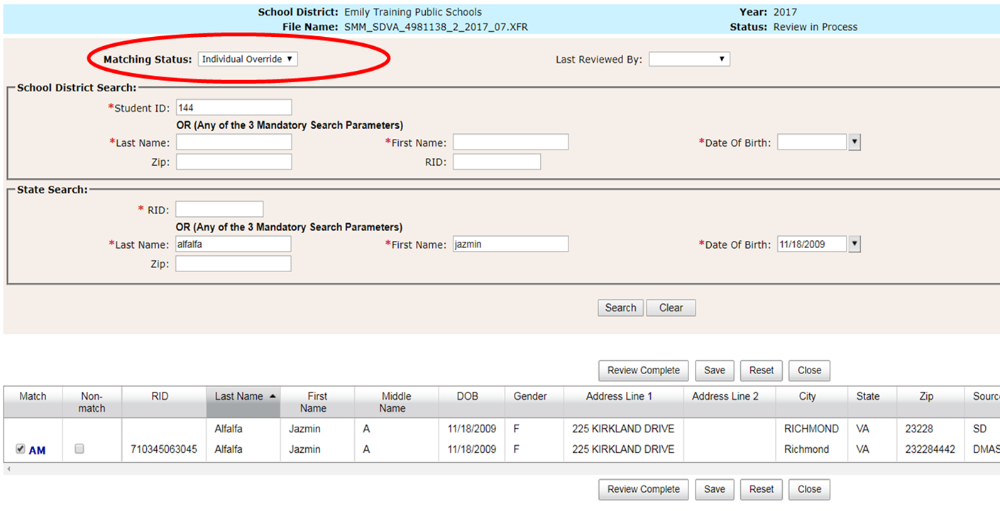 School District: Emily Training Public Schools Year: 2017
File Name: SMM_SDVA_4981138_2_2017_07.XFR Status: Review in Process
Matching Status: Individual Override ▼ Last Reviewed By: ▼
School District Search:
*Student ID: 144
OR (Any of the 3 Mandatory Search Parameters)
*Last Name: *First Name: *Date Of Birth: ▼
Zip: RID:
State Search:
* RID:
OR (Any of the 3 Mandatory Search Parameters)
*Last Name: alfalfa *First Name: jazmin *Date Of Birth: 11/18/2009 ▼
Zip:
Search Clear
Review Complete Save Reset Close
Match Non-match RID Last Name ▲ First Name Middle Name DOB Gender Address Line 1 Address Line 2 City State Zip Sourc
Alfalfa Jazmin A 11/18/2009 F 225 KIRKLAND DRIVE RICHMOND VA 23228 SD
AM 710345063045 Alfalfa Jazmin A 11/18/2009 F 225 KIRKLAND DRIVE Richmond VA 232284442 DMAS
Review Complete Save Reset Close